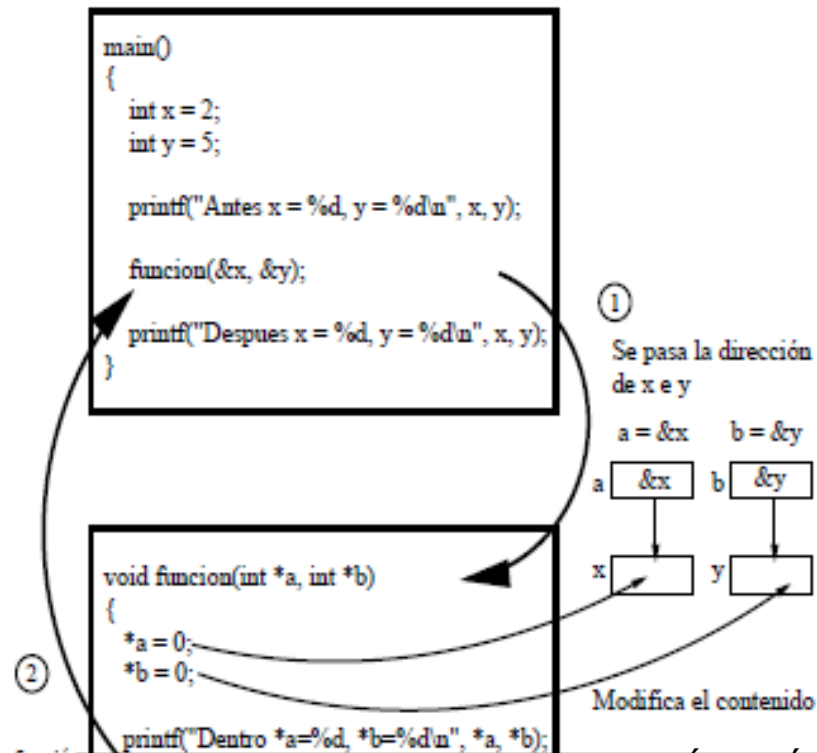 main()
{
int x = 2;
int y = 5;
printf("Antes x = %d, y = %d\n", x, y);
funcion(&x, &y);
printf("Despues x = %d, y = %d\n", x, y);
}
1
Se pasa la dirección
de x e y
a = &x b = &y
a &x b &y
x y
void funcion(int *a, int *b)
{
*a = 0;
*b = 0;
2
Modifica el contenido
printf("Dentro *a=%d, *b=%d\n", *a, *b);